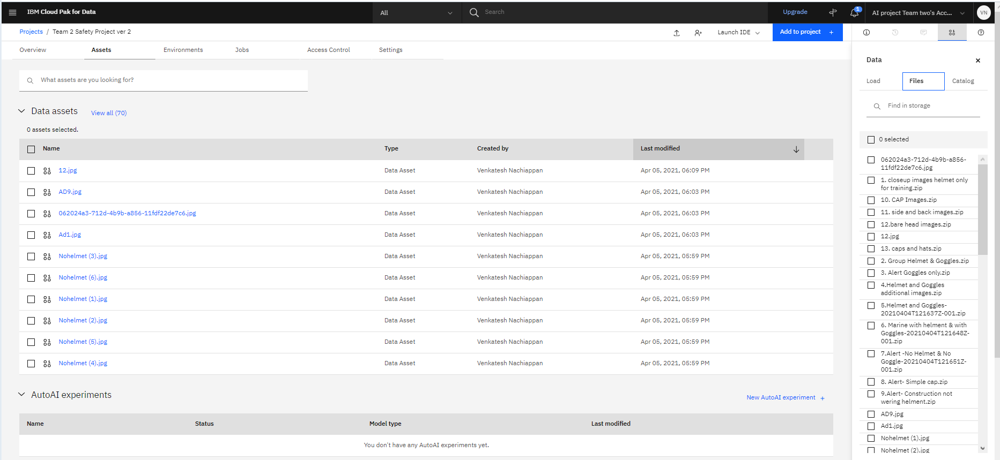 IBM Cloud Pak for Data
All
Search
Upgrade
1
AI project Team two's Acc...
VN
Projects / Team 2 Safety Project ver 2
Launch IDE
Add to project +
Overview
Assets
Environments
Jobs
Access Control
Settings
What assets are you looking for?
Data assets
View all (70)
0 assets selected.
Name Type Created by Last modified
12.jpg Data Asset Venkatesh Nachiappan Apr 05, 2021, 06:09 PM
AD9.jpg Data Asset Venkatesh Nachiappan Apr 05, 2021, 06:03 PM
062024a3-712d-4b9b-a856-11fdf22de7c6.jpg Data Asset Venkatesh Nachiappan Apr 05, 2021, 06:03 PM
Ad1.jpg Data Asset Venkatesh Nachiappan Apr 05, 2021, 06:03 PM
Nohelmet (3).jpg Data Asset Venkatesh Nachiappan Apr 05, 2021, 05:59 PM
Nohelmet (6).jpg Data Asset Venkatesh Nachiappan Apr 05, 2021, 05:59 PM
Nohelmet (1).jpg Data Asset Venkatesh Nachiappan Apr 05, 2021, 05:59 PM
Nohelmet (2).jpg Data Asset Venkatesh Nachiappan Apr 05, 2021, 05:59 PM
Nohelmet (5).jpg Data Asset Venkatesh Nachiappan Apr 05, 2021, 05:59 PM
Nohelmet (4).jpg Data Asset Venkatesh Nachiappan Apr 05, 2021, 05:59 PM
AutoAI experiments
New AutoAI experiment +
Name Status Model type Last modified
You don't have any AutoAI experiments yet.
Data
Load
Files
Catalog
Find in storage
0 selected
062024a3-712d-4b9b-a856-
11fdf22de7c6.jpg
1. closeup images helmet only
for training.zip
10. CAP Images.zip
11. side and back images.zip
12.bare head images.zip
12.jpg
13. caps and hats.zip
2. Group Helmet & Goggles.zip
3. Alert Goggles only.zip
4.Helmet and Goggles
additional images.zip
5.Helmet and Goggles-
20210404T121637Z-001.zip
6. Marine with helment & with
Goggles-20210404T121648Z-
001.zip
7.Alert -No Helmet & No
Goggle-20210404T121651Z-
001.zip
8. Alert- Simple cap.zip
9.Alert- Construction not
wering helment.zip
AD9.jpg
Ad1.jpg
Nohelmet (1).jpg
Nohelmet (2).jpg